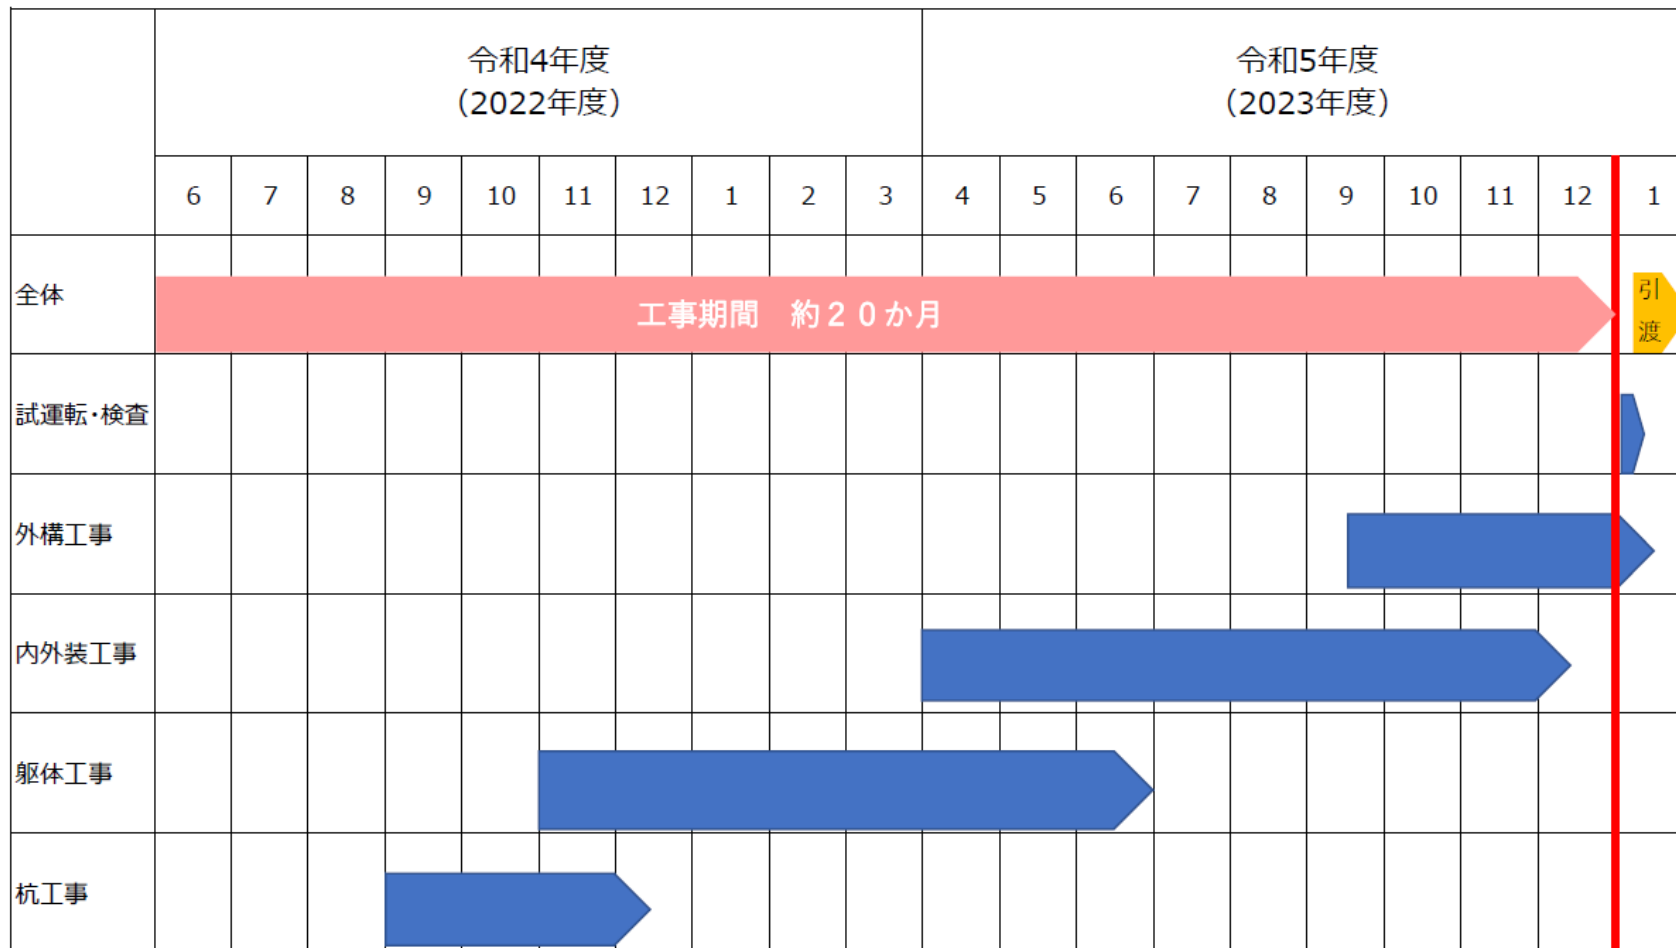 令和4年度
（2022年度）
令和5年度
（2023年度）
6 7 8 9 10 11 12 1 2 3 4 5 6 7 8 9 10 11 12 1
全体
工事期間　約２０か月
引
渡
試運転・検査
外構工事
内外装工事
躯体工事
杭工事